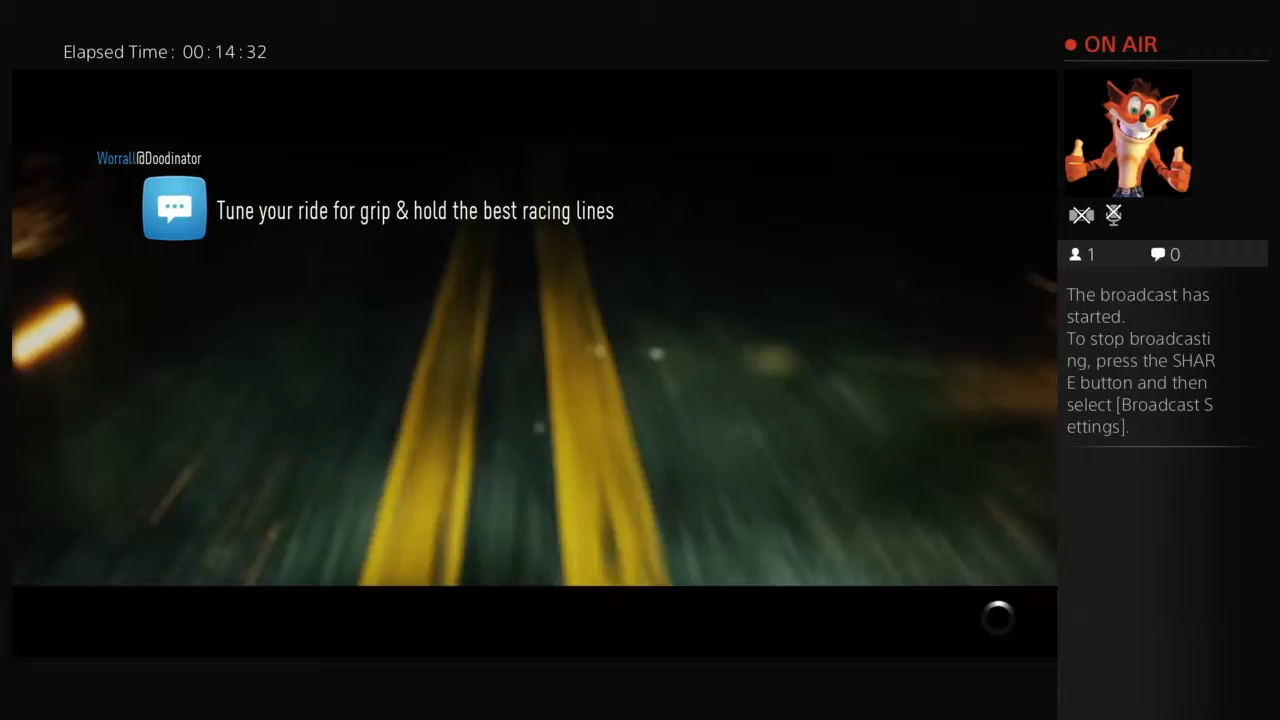 Elapsed Time: 00:14:32
ON AIR
Worrall@Doodinator
Tune your ride for grip & hold the best racing lines
1 0
The broadcast has
started.
To stop broadcasti
ng, press the SHAR
E button and then
select [Broadcast S
ettings].